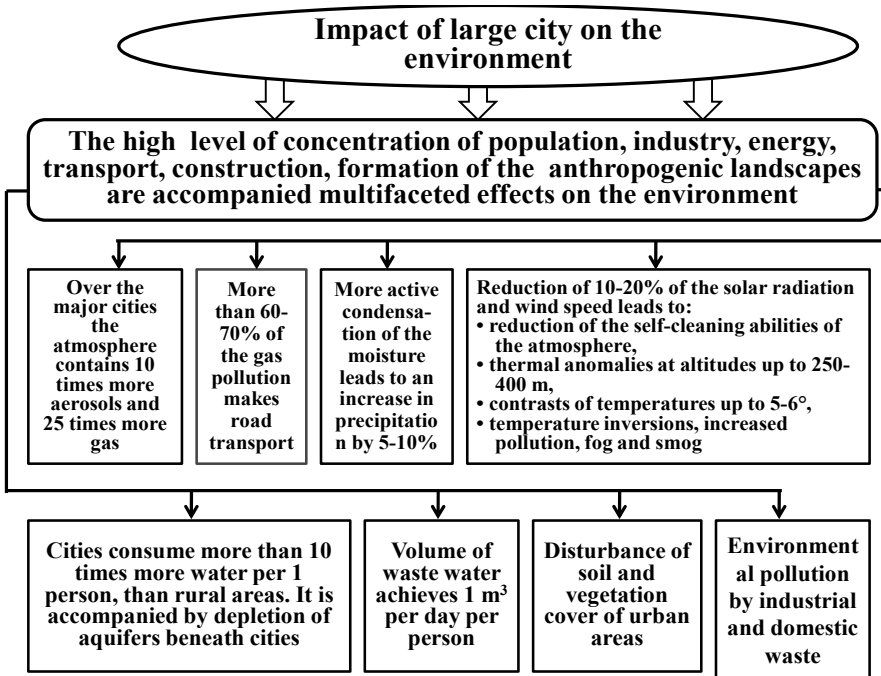 Impact of large city on the
environment
The high level of concentration of population, industry, energy,
transport, construction, formation of the anthropogenic landscapes
are accompanied multifaceted effects on the environment
Over the
major cities
the
atmosphere
contains 10
times more
aerosols and
25 times more
gas
More
than 60-
70% of
the gas
pollution
makes
road
transport
More active
condensa-
tion of the
moisture
leads to an
increase in
precipitatio
n by 5-10%
Reduction of 10-20% of the solar radiation
and wind speed leads to:
• reduction of the self-cleaning abilities of
the atmosphere,
• thermal anomalies at altitudes up to 250-
400 m,
• contrasts of temperatures up to 5-6°,
• temperature inversions, increased
pollution, fog and smog
Cities consume more than 10
times more water per 1
person, than rural areas. It is
accompanied by depletion of
aquifers beneath cities
Volume of
waste water
achieves 1 m³
per day per
person
Disturbance of
soil and
vegetation
cover of urban
areas
Environment
al pollution
by industrial
and domestic
waste